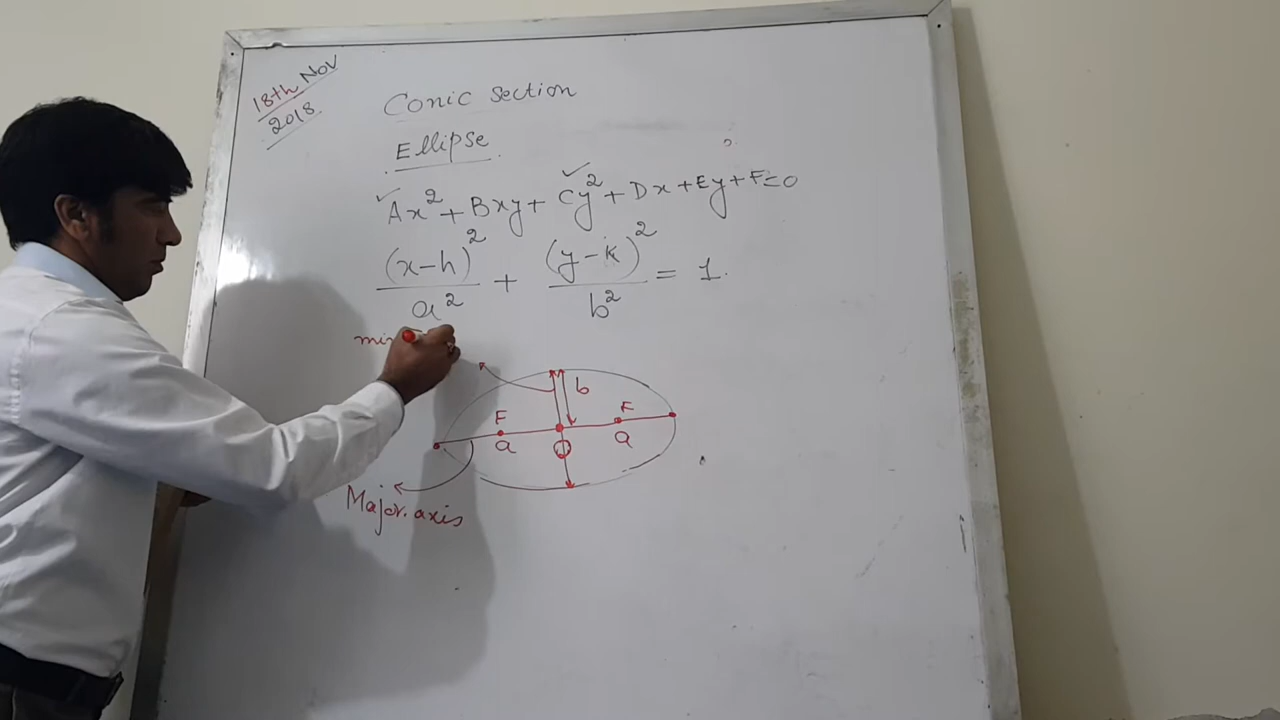 18th Nov
2018.
Conic Section
Ellipse.
Ax² + Bxy + Cy² + Dx + Ey + F = 0
(x-h)²/a² + (y-k)²/b² = 1.
b
F
F
a
O
a
Major axis